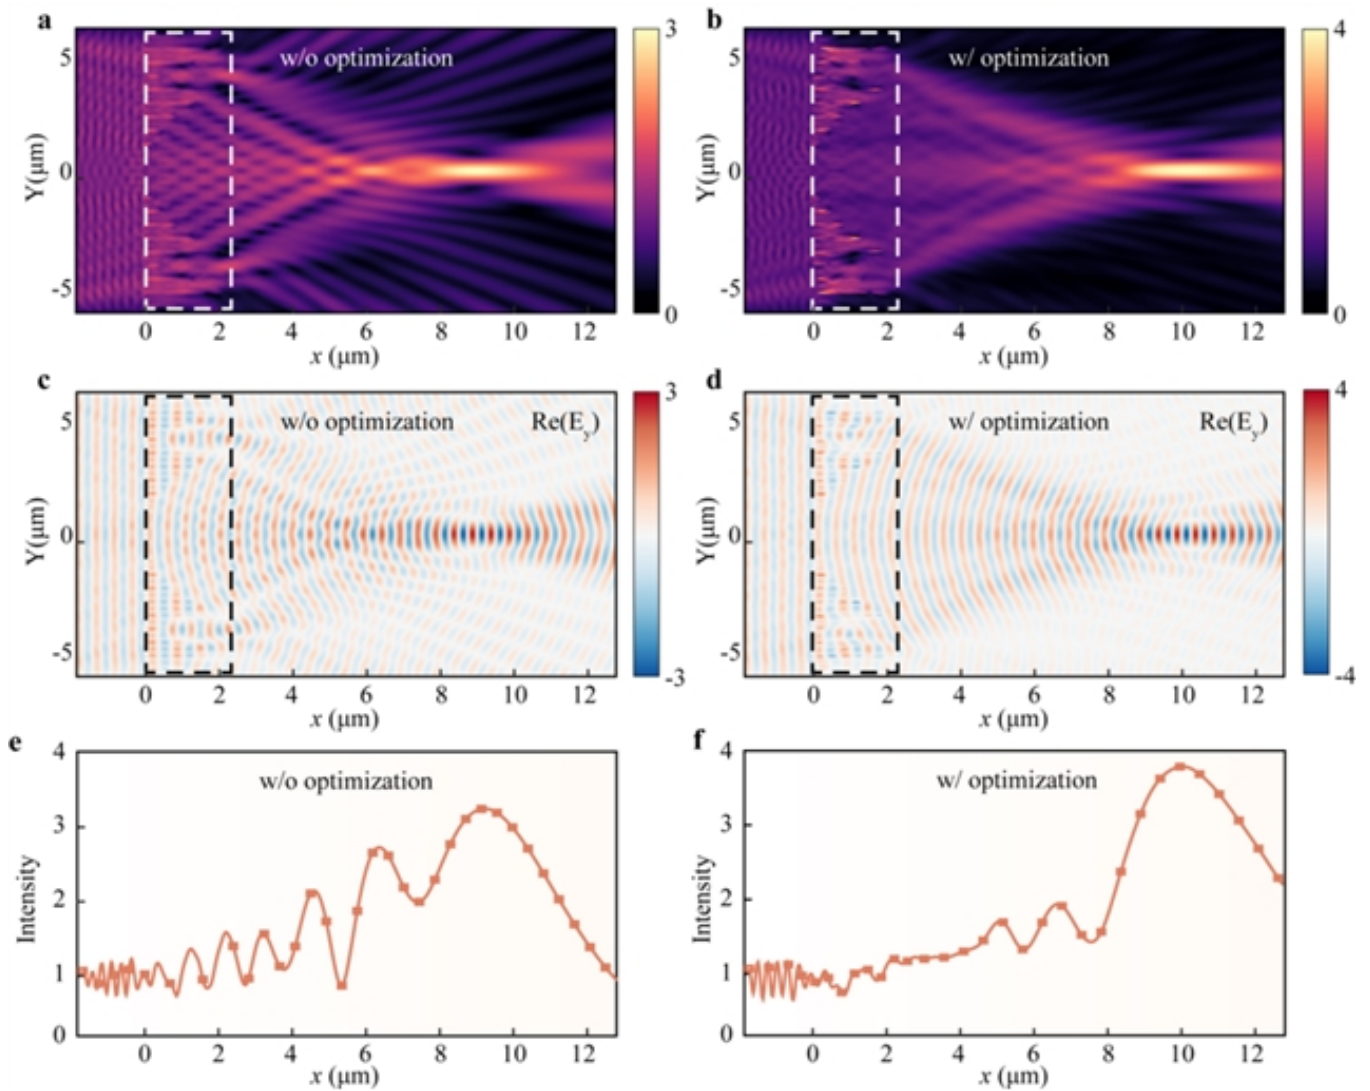 a
w/o optimization
5
0
-5
Y(μm)
0 2 4 6 8 10 12
x (μm)
3
0
b
w/ optimization
5
0
-5
Y(μm)
0 2 4 6 8 10 12
x (μm)
4
0
c
w/o optimization Re(E_y)
5
0
-5
Y(μm)
0 2 4 6 8 10 12
x (μm)
3
-3
d
w/ optimization Re(E_y)
5
0
-5
Y(μm)
0 2 4 6 8 10 12
x (μm)
4
-4
e
w/o optimization
4
3
2
1
0
Intensity
0 2 4 6 8 10 12
x (μm)
f
w/ optimization
4
3
2
1
0
Intensity
0 2 4 6 8 10 12
x (μm)